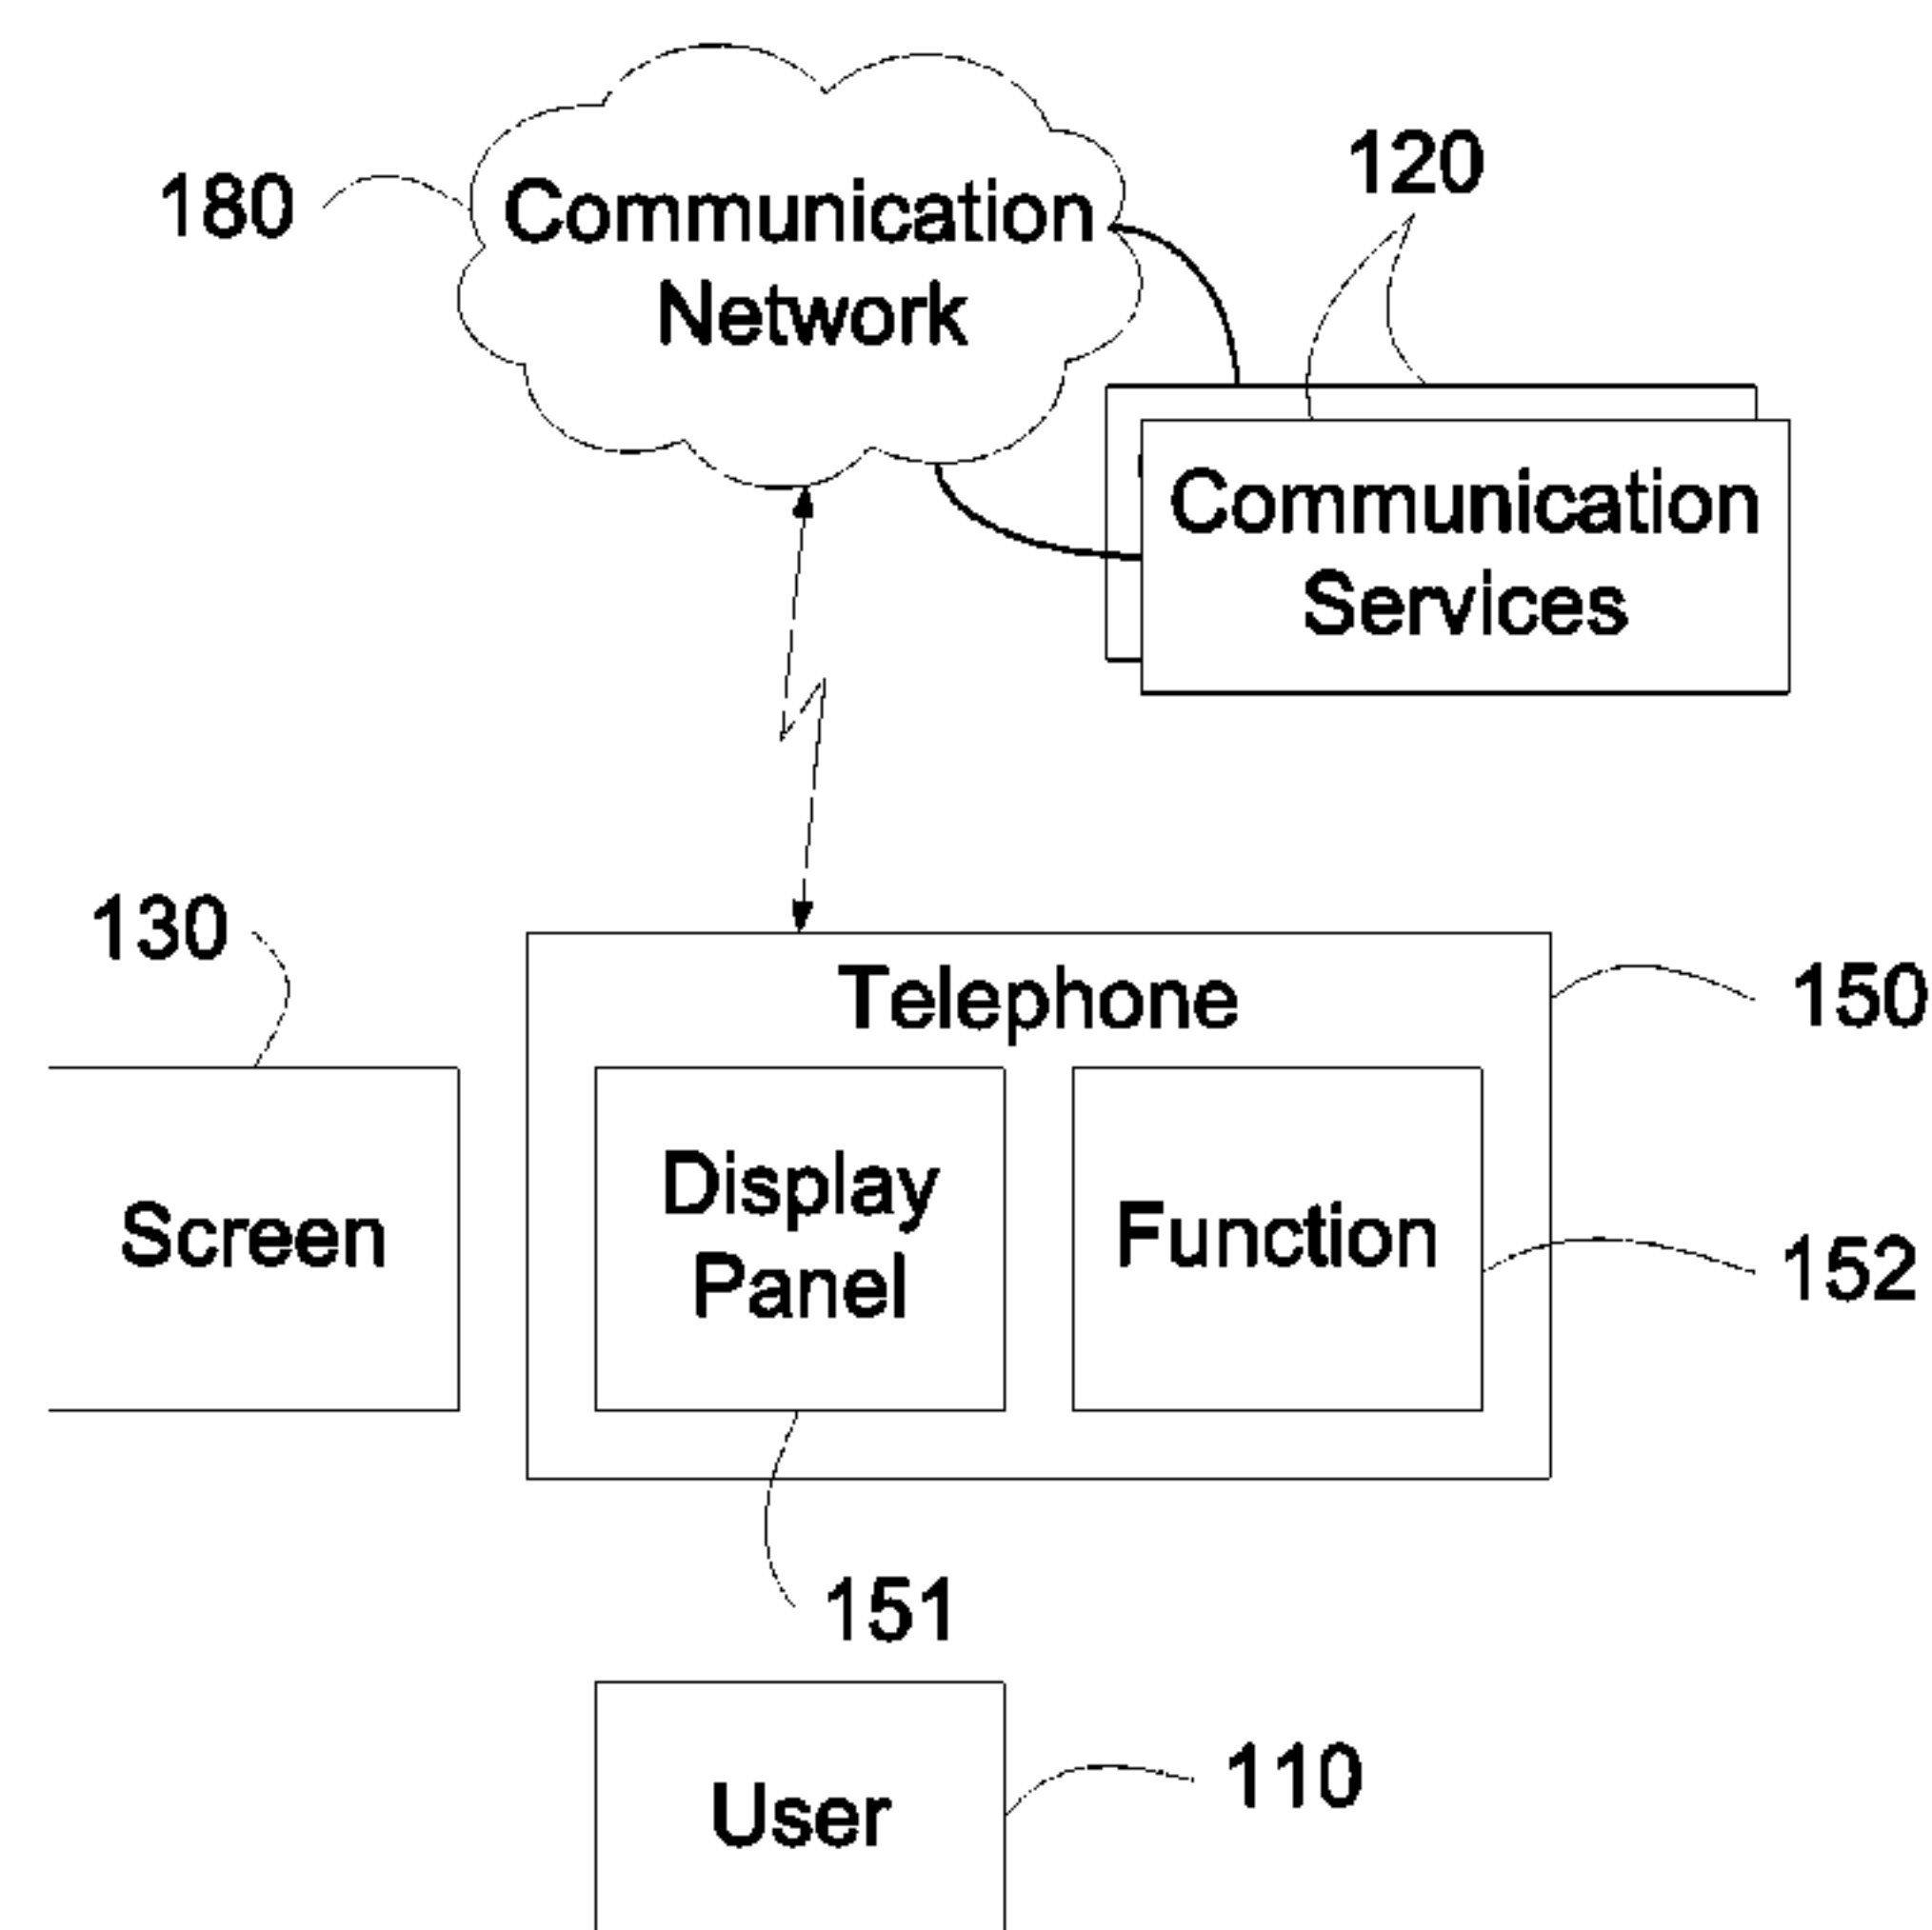 120
180
Communication
Network
Communication
Services
130
Telephone
150
Display
Panel
Screen
Function
152
151
110
User